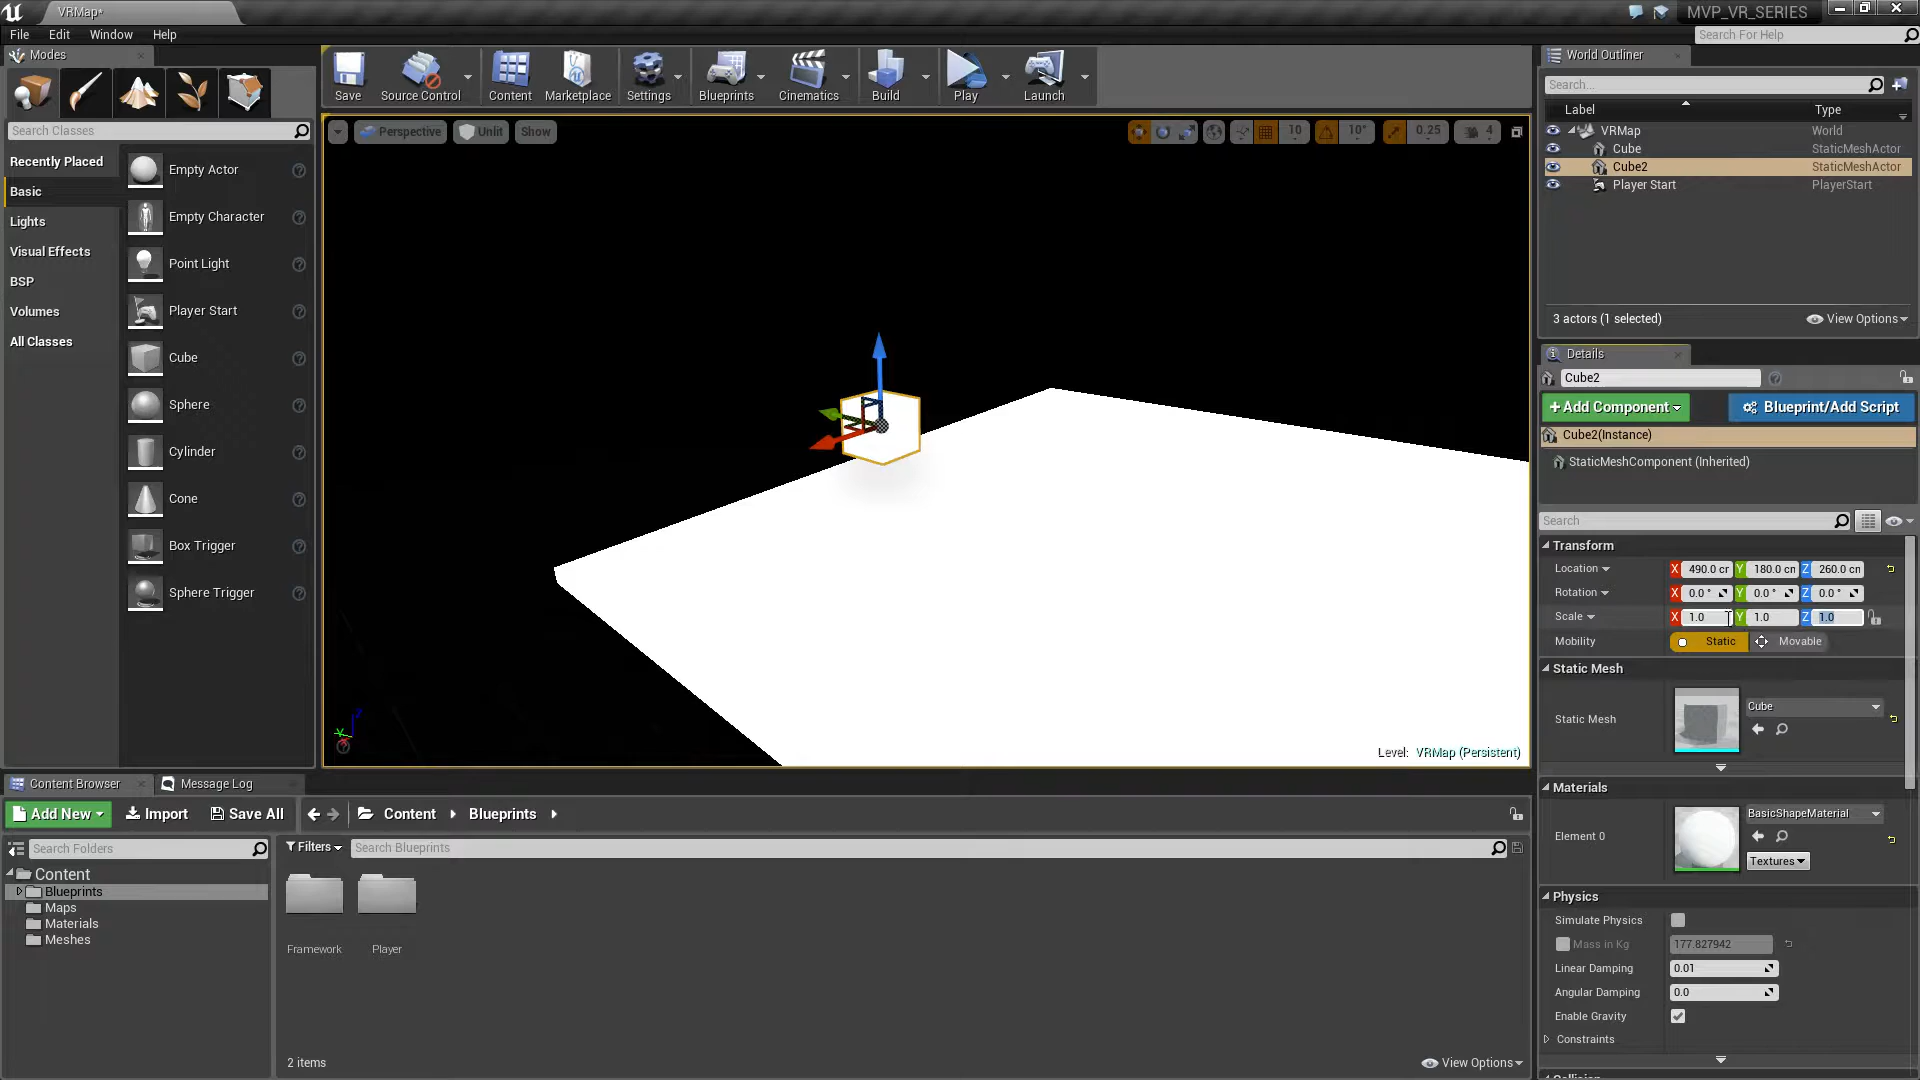 VRMap*
MVP_VR_SERIES
File Edit Window Help
Search For Help
Modes
Search Classes
Recently Placed
Basic
Lights
Visual Effects
BSP
Volumes
All Classes
Empty Actor
Empty Character
Point Light
Player Start
Cube
Sphere
Cylinder
Cone
Box Trigger
Sphere Trigger
Save
Source Control
Content
Marketplace
Settings
Blueprints
Cinematics
Build
Play
Launch
Perspective
Unlit
Show
10
10°
0.25
4
Level: VRMap (Persistent)
World Outliner
Search...
Label Type
VRMap World
Cube StaticMeshActor
Cube2 StaticMeshActor
Player Start PlayerStart
3 actors (1 selected)
View Options
Details
Cube2
+Add Component
Blueprint/Add Script
Cube2(Instance)
StaticMeshComponent (Inherited)
Search
Transform
Location X 490.0 cm Y 180.0 cm Z 260.0 cm
Rotation X 0.0 ° Y 0.0 ° Z 0.0 °
Scale X 1.0 Y 1.0 Z 1.0
Mobility Static Movable
Static Mesh
Static Mesh
Cube
Materials
Element 0
BasicShapeMaterial
Textures
Physics
Simulate Physics
Mass in Kg 177.827942
Linear Damping 0.01
Angular Damping 0.0
Enable Gravity
Constraints
Content Browser
Message Log
Add New
Import
Save All
Content
Blueprints
Search Folders
Filters
Search Blueprints
Content
Blueprints
Maps
Materials
Meshes
Framework
Player
2 items
View Options